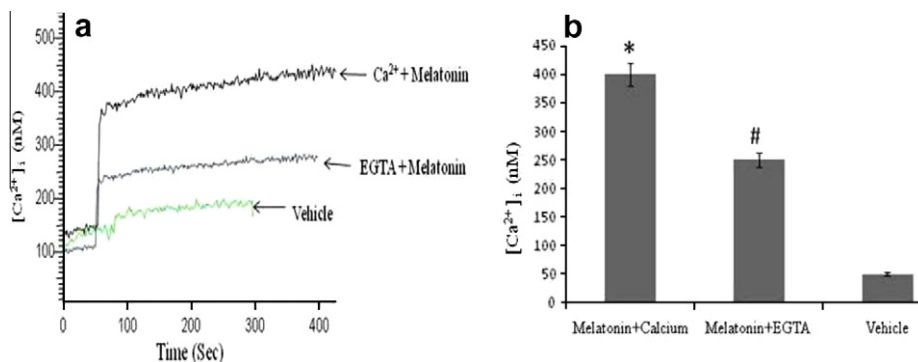 a
[Ca²⁺]ᵢ (nM)
500
400
300
200
100
Ca²⁺+Melatonin
EGTA+Melatonin
Vehicle
0 100 200 300 400
Time (Sec)
b
[Ca²⁺]ᵢ (nM)
450
400
350
300
250
200
150
100
50
0
*
#
Melatonin+Calcium Melatonin+EGTA Vehicle